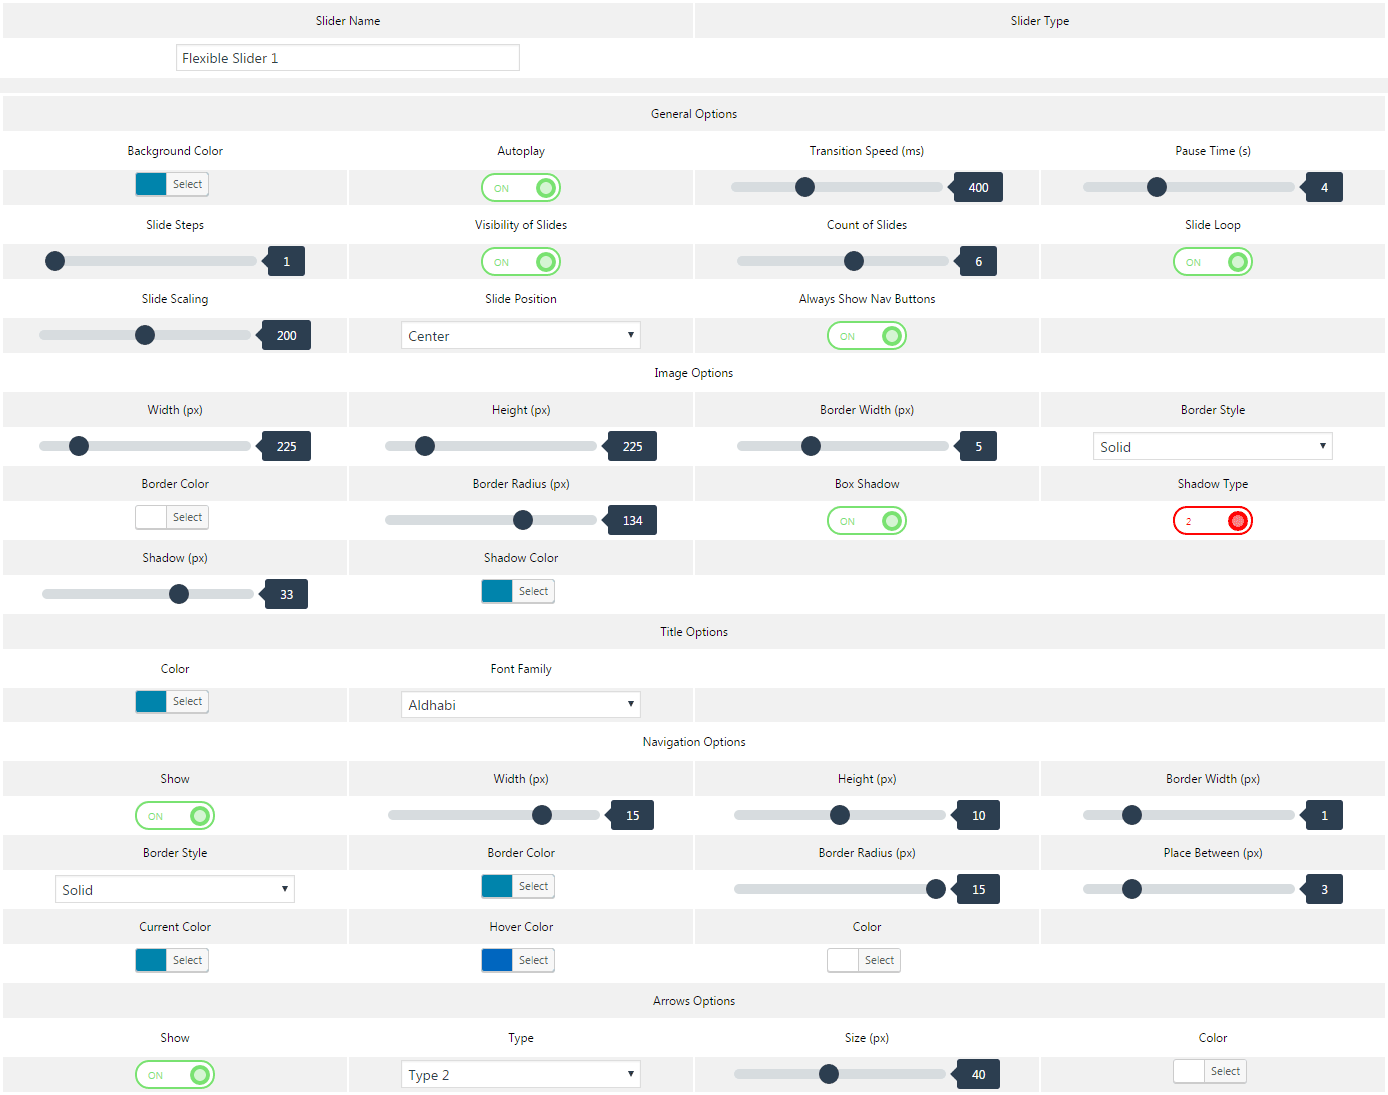 Slider Name Slider Type
Flexible Slider 1
General Options
Background Color Autoplay Transition Speed (ms) Pause Time (s)
Select ON 400 4
Slide Steps Visibility of Slides Count of Slides Slide Loop
1 ON 6 ON
Slide Scaling Slide Position Always Show Nav Buttons
200 Center ON
Image Options
Width (px) Height (px) Border Width (px) Border Style
225 225 5 Solid
Border Color Border Radius (px) Box Shadow Shadow Type
Select 134 ON 2
Shadow (px) Shadow Color
33 Select
Title Options
Color Font Family
Select Aldhabi
Navigation Options
Show Width (px) Height (px) Border Width (px)
ON 15 10 1
Border Style Border Color Border Radius (px) Place Between (px)
Solid Select 15 3
Current Color Hover Color Color
Select Select Select
Arrows Options
Show Type Size (px) Color
ON Type 2 40 Select